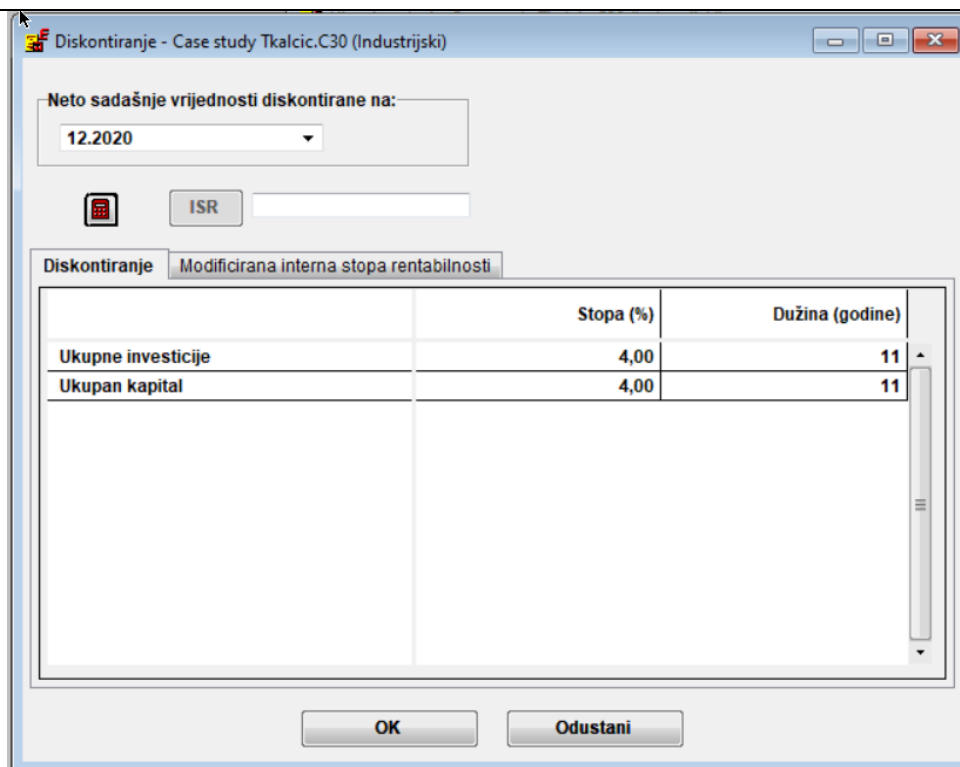 Diskontiranje - Case study Tkalcic.C30 (Industrijski)
Neto sadašnje vrijednosti diskontirane na:
12.2020
ISR
Diskontiranje Modificirana interna stopa rentabilnosti
Stopa (%) Dužina (godine)
Ukupne investicije 4,00 11
Ukupan kapital 4,00 11
OK Odustani